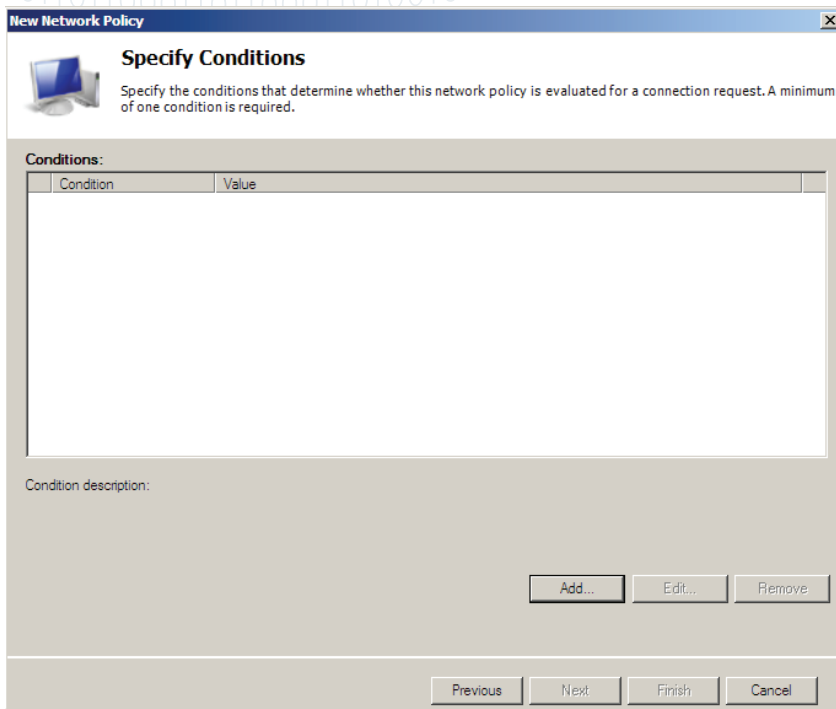 New Network Policy
Specify Conditions
Specify the conditions that determine whether this network policy is evaluated for a connection request. A minimum
of one condition is required.
Conditions:
Condition Value
Condition description:
Add... Edit... Remove
Previous Next Finish Cancel